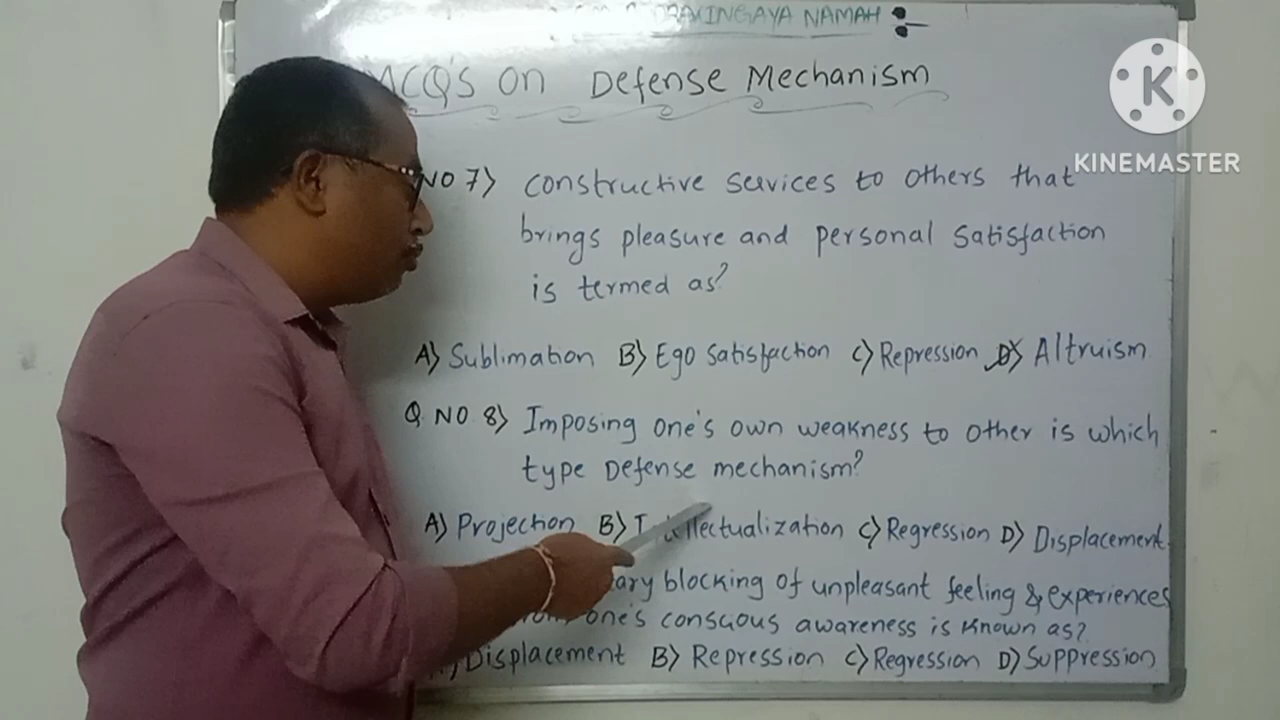 NAMAH :-
MCQ'S ON Defense Mechanism
KINEMASTER
NO 7) constructive services to others that
brings pleasure and personal satisfaction
is termed as?
A) Sublimation B) Ego satisfaction C) Repression D) Altruism
Q NO 8) Imposing one's own weakness to other is which
type Defense mechanism?
A) Projection B) Intellectualization C) Regression D) Displacement
blocking of unpleasant feeling & experiences
one's conscious awareness is known as?
Displacement B) Repression C) Regression D) Suppression